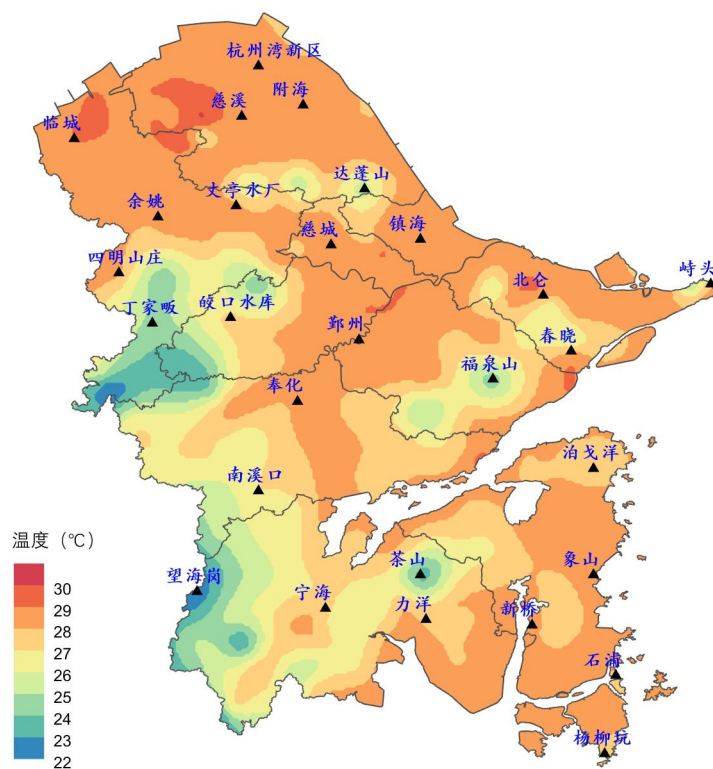 杭州湾新区
附海
慈溪
临城
达蓬山
丈亭水厂
余姚
慈城
镇海
四明山庄
北仑
峙头
丁家畈
皎口水库
鄞州
春晓
福泉山
奉化
泊戈洋
南溪口
温度（℃）
30
29
28
27
26
25
24
23
22
望海岗
茶山
象山
宁海
力洋
新桥
石浦
杨柳坑